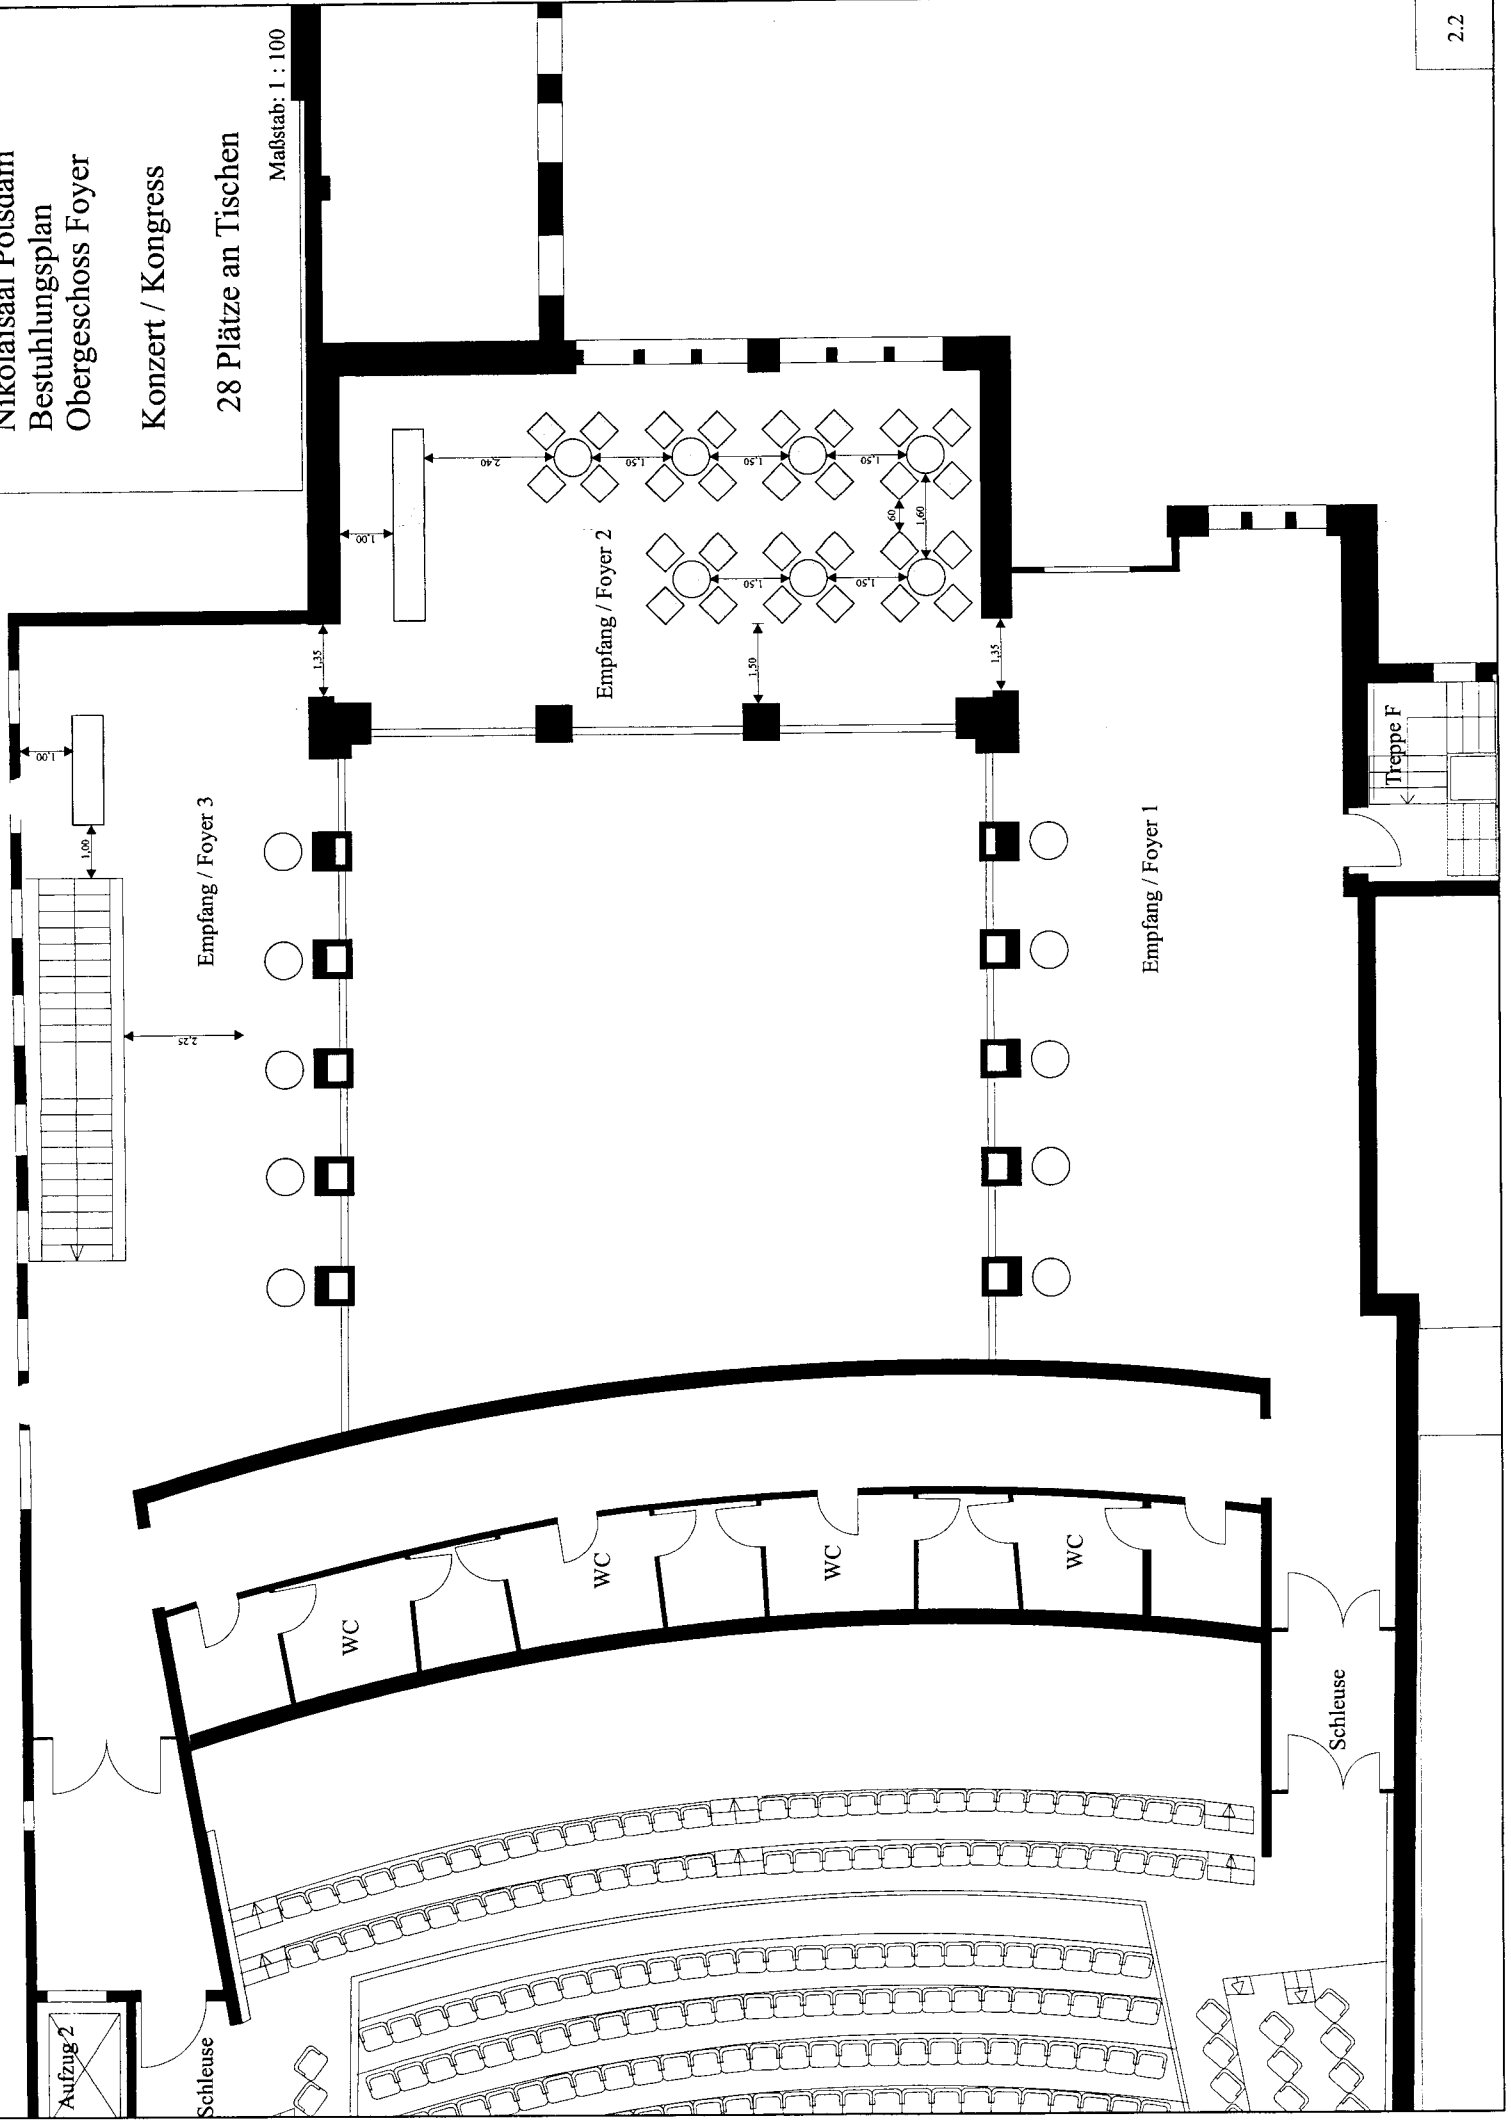 Nikolaisaal Potsdam
Bestuhlungsplan
Obergeschoss Foyer
Konzert / Kongress
28 Plätze an Tischen
Maßstab: 1 : 100
2.2
2,40
1,50
1,50
1,50
1,00
60
1,60
Empfang / Foyer 2
1,50
1,50
1,35
1,50
1,35
1,00
Treppe F
Empfang / Foyer 3
1,00
Empfang / Foyer 1
2,25
WC
WC
WC
WC
Schleuse
Aufzug 2
Schleuse